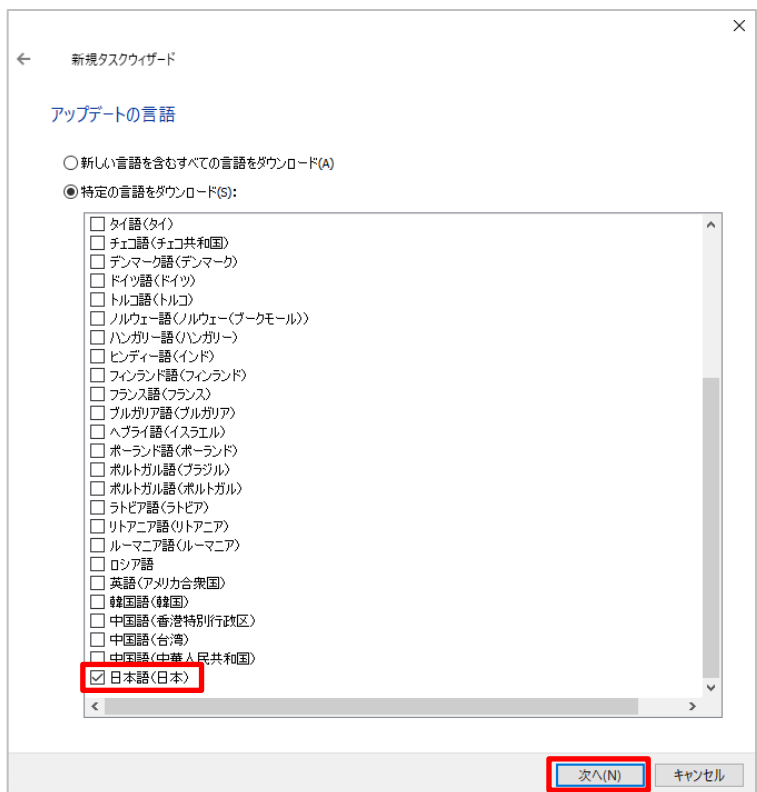 新規タスクウィザード
アップデートの言語
新しい言語を含むすべての言語をダウンロード(A)
特定の言語をダウンロード(S):
タイ語(タイ)
チェコ語(チェコ共和国)
デンマーク語(デンマーク)
ドイツ語(ドイツ)
トルコ語(トルコ)
ノルウェー語(ノルウェー(ブークモール))
ハンガリー語(ハンガリー)
ヒンディー語(インド)
フィンランド語(フィンランド)
フランス語(フランス)
ブルガリア語(ブルガリア)
ヘブライ語(イスラエル)
ポーランド語(ポーランド)
ポルトガル語(ブラジル)
ポルトガル語(ポルトガル)
ラトビア語(ラトビア)
リトアニア語(リトアニア)
ルーマニア語(ルーマニア)
ロシア語
英語(アメリカ合衆国)
韓国語(韓国)
中国語(香港特別行政区)
中国語(台湾)
中国語(中華人民共和国)
日本語(日本)
次へ(N) キャンセル